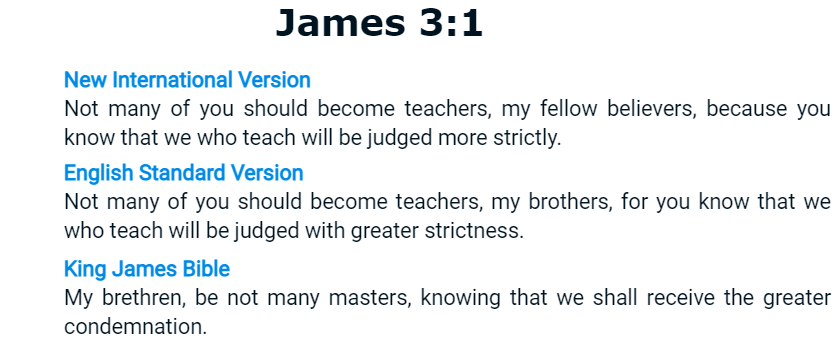 James 3:1
New International Version
Not many of you should become teachers, my fellow believers, because you
know that we who teach will be judged more strictly.
English Standard Version
Not many of you should become teachers, my brothers, for you know that we
who teach will be judged with greater strictness.
King James Bible
My brethren, be not many masters, knowing that we shall receive the greater
condemnation.